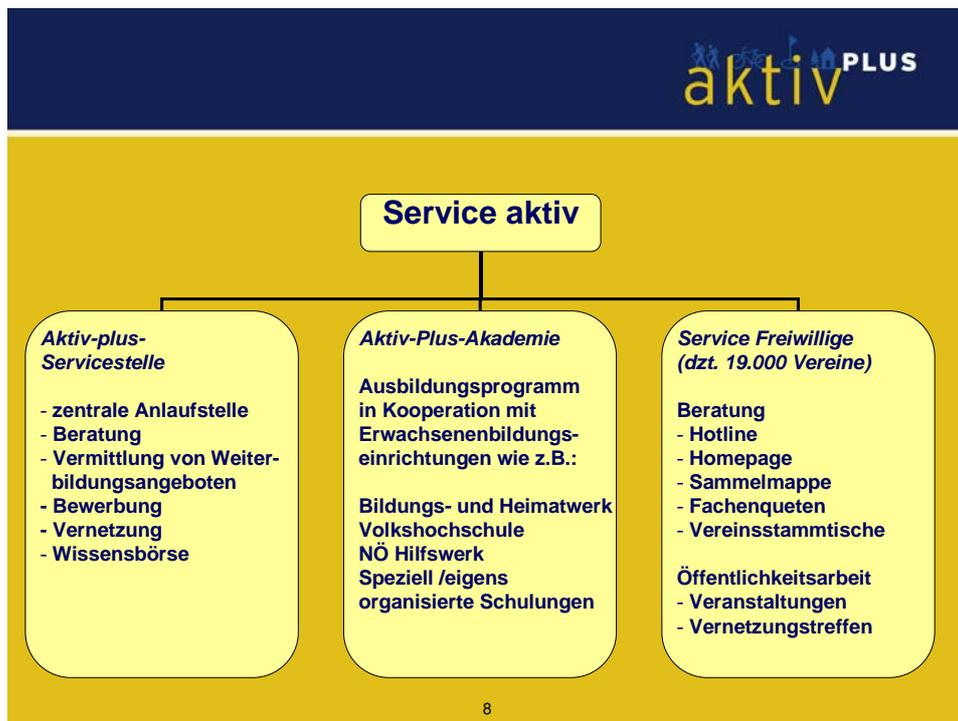 aktiv PLUS
Service aktiv
Aktiv-plus-
Servicestelle
- zentrale Anlaufstelle
- Beratung
- Vermittlung von Weiter-
bildungsangeboten
- Bewerbung
- Vernetzung
- Wissensbörse
Aktiv-Plus-Akademie
Ausbildungsprogramm
in Kooperation mit
Erwachsenenbildungs-
einrichtungen wie z.B.:
Bildungs- und Heimatwerk
Volkshochschule
NÖ Hilfswerk
Speziell /eigens
organisierte Schulungen
Service Freiwillige
(dzt. 19.000 Vereine)
Beratung
- Hotline
- Homepage
- Sammelmappe
- Fachenqueten
- Vereinsstammtische
Öffentlichkeitsarbeit
- Veranstaltungen
- Vernetzungstreffen
8